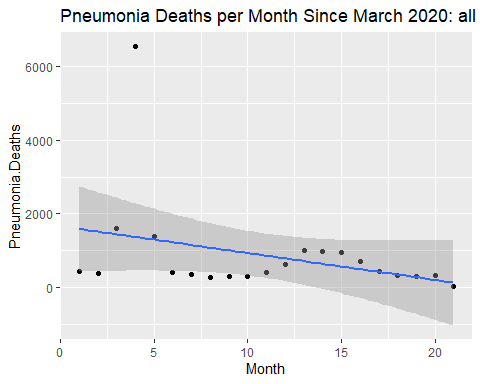 Pneumonia Deaths per Month Since March 2020: all
6000
4000
2000
0
Pneumonia.Deaths
0 5 10 15 20
Month